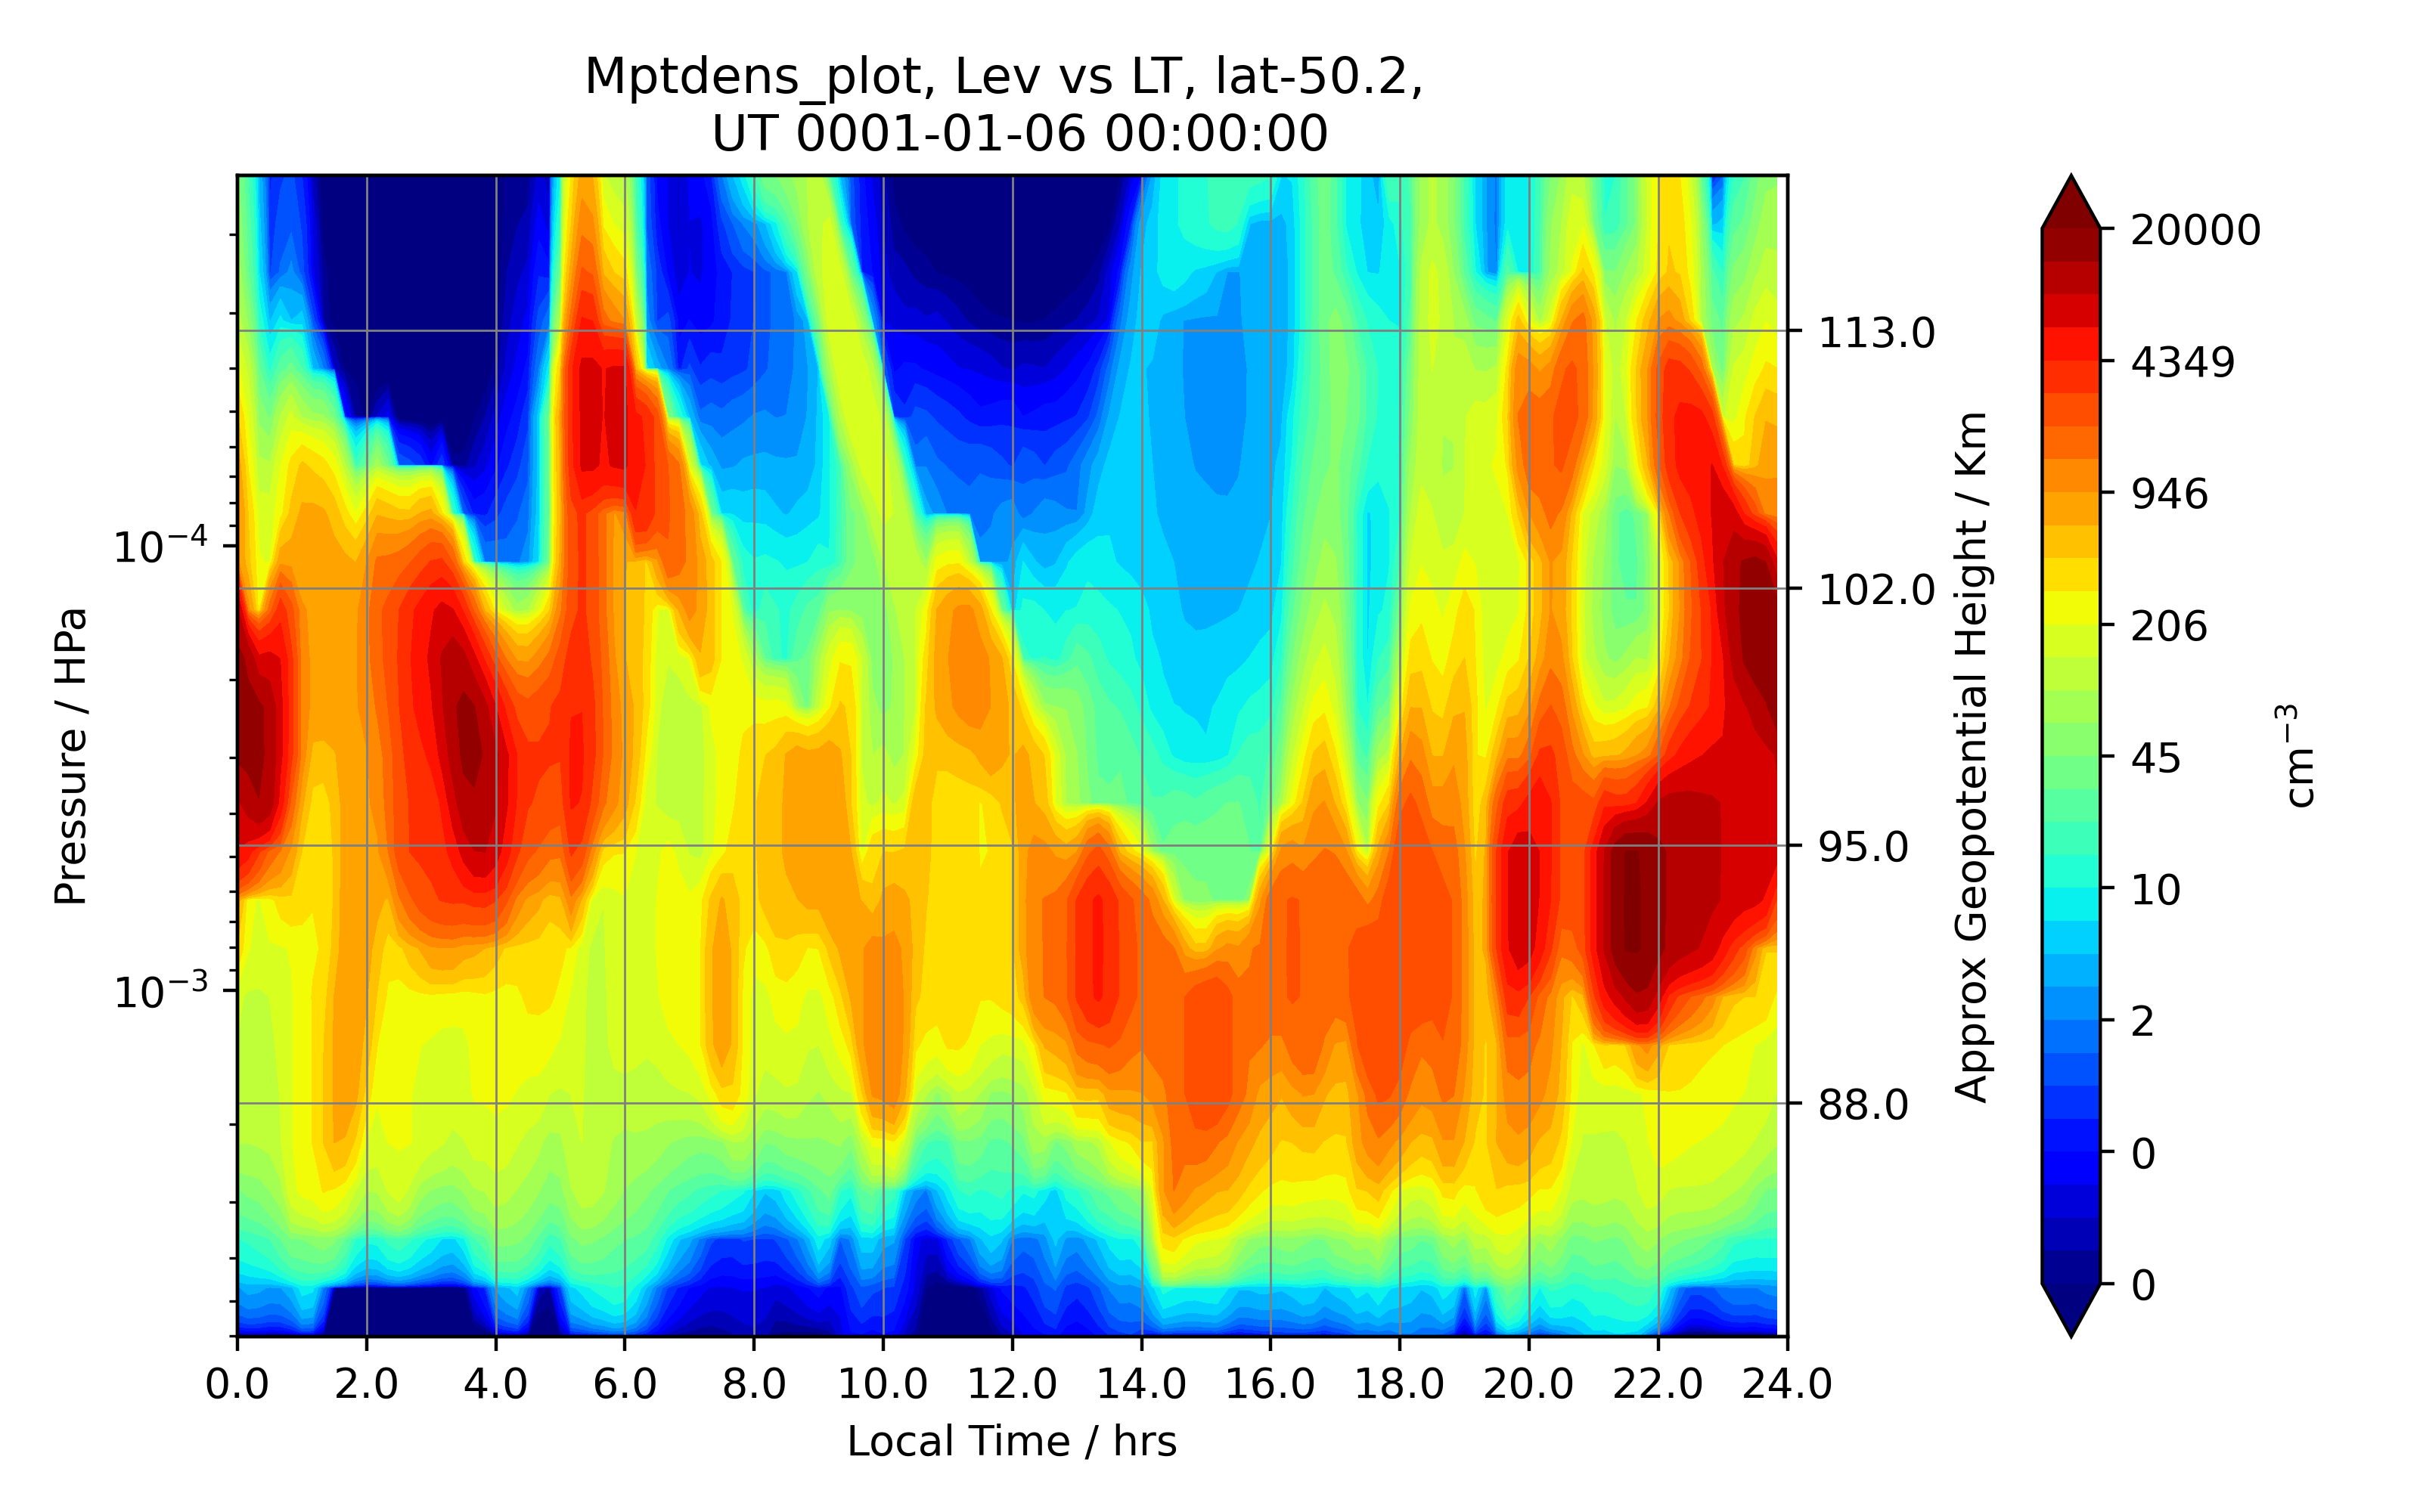 Mptdens_plot, Lev vs LT, lat-50.2,
UT 0001-01-06 00:00:00
Pressure / HPa
10⁻⁴
10⁻³
113.0
102.0
95.0
88.0
Approx Geopotential Height / Km
0.0 2.0 4.0 6.0 8.0 10.0 12.0 14.0 16.0 18.0 20.0 22.0 24.0
Local Time / hrs
20000
4349
946
206
45
10
2
0
0
cm⁻³